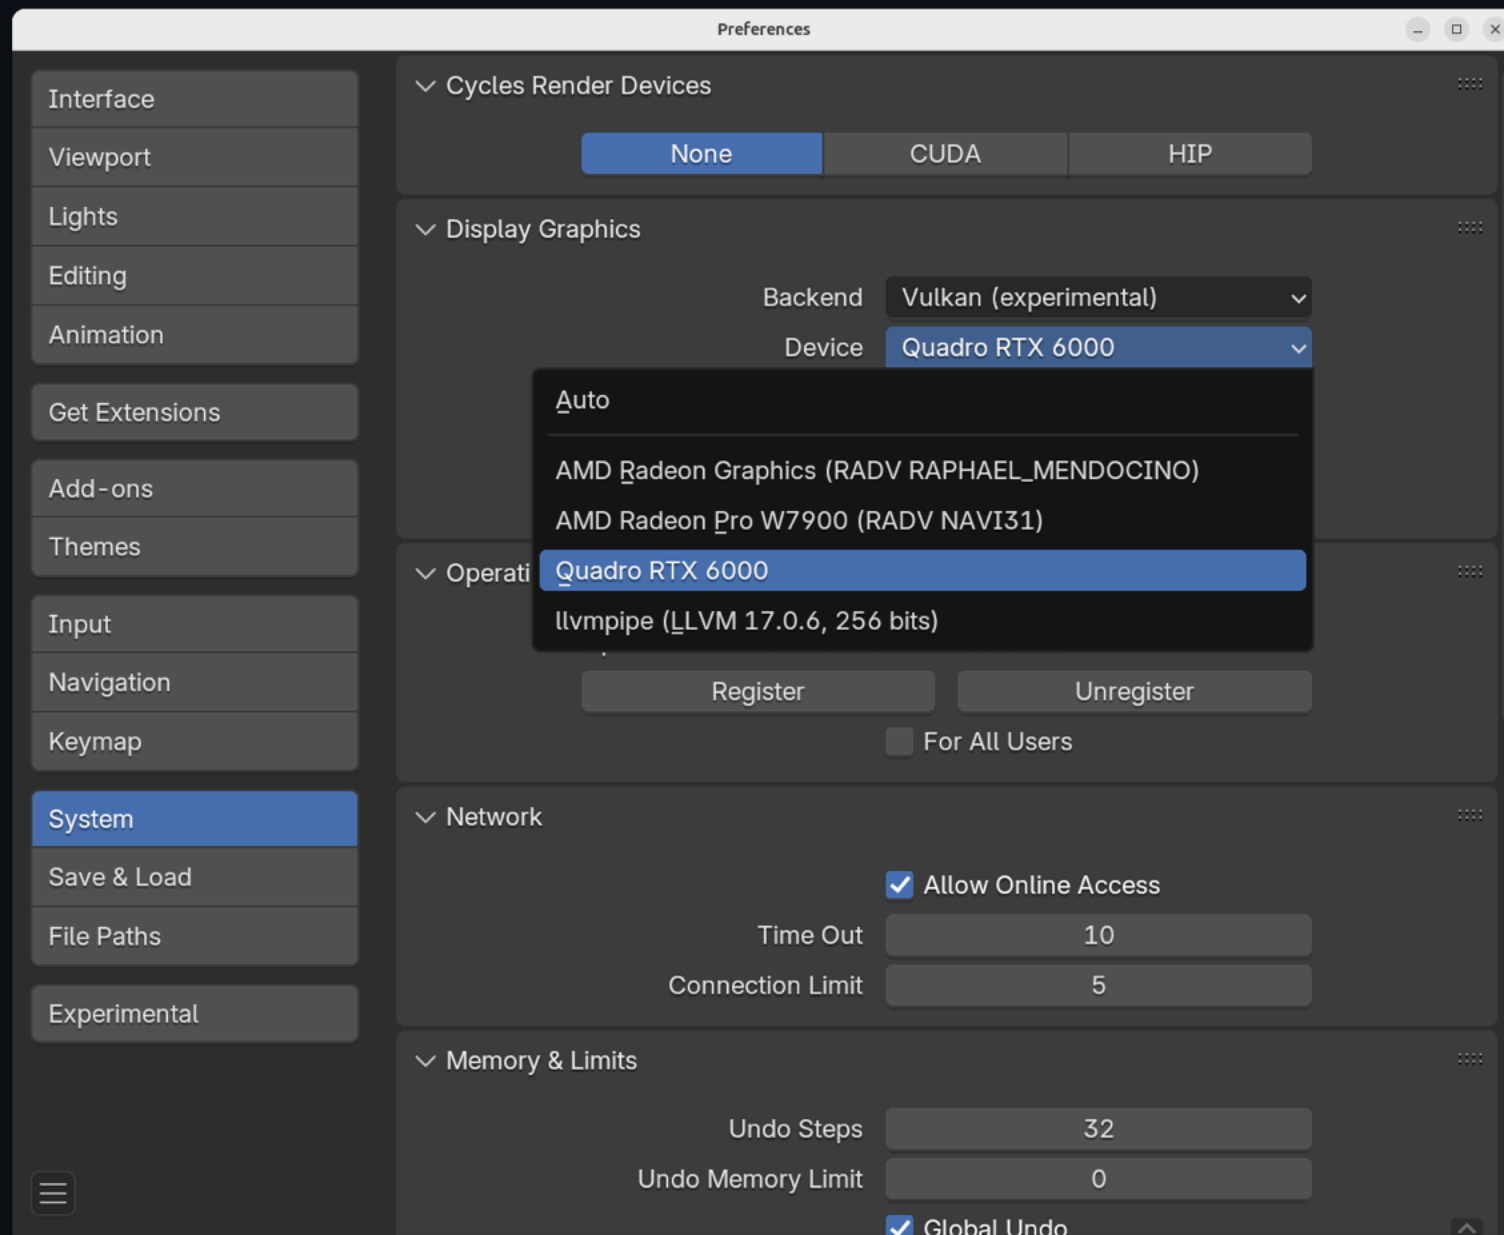 Preferences
Interface
Viewport
Lights
Editing
Animation
Get Extensions
Add-ons
Themes
Input
Navigation
Keymap
System
Save & Load
File Paths
Experimental
Cycles Render Devices
None CUDA HIP
Display Graphics
Backend Vulkan (experimental)
Device Quadro RTX 6000
Auto
AMD Radeon Graphics (RADV RAPHAEL_MENDOCINO)
AMD Radeon Pro W7900 (RADV NAVI31)
Quadro RTX 6000
llvmpipe (LLVM 17.0.6, 256 bits)
Operati
Register Unregister
For All Users
Network
Allow Online Access
Time Out 10
Connection Limit 5
Memory & Limits
Undo Steps 32
Undo Memory Limit 0
Global Undo